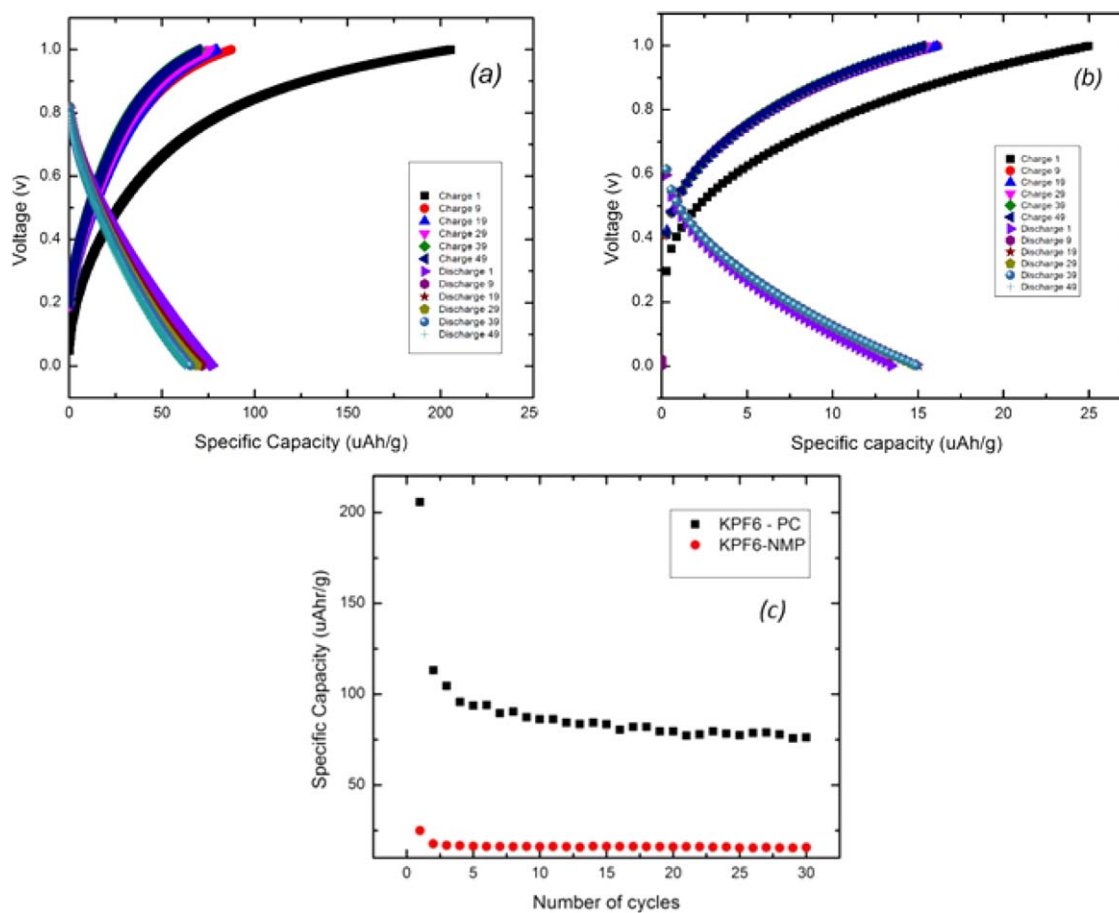 (a)
1.0
0.8
0.6
0.4
0.2
0.0
Voltage (v)
Charge 1
Charge 9
Charge 19
Charge 29
Charge 39
Charge 49
Discharge 1
Discharge 9
Discharge 19
Discharge 29
Discharge 39
Discharge 49
0 50 100 150 200 25
Specific Capacity (uAh/g)
(b)
1.0
0.8
0.6
0.4
0.2
0.0
Voltage (v)
Charge 1
Charge 9
Charge 19
Charge 29
Charge 39
Charge 49
Discharge 1
Discharge 9
Discharge 19
Discharge 29
Discharge 39
Discharge 49
0 5 10 15 20 25
Specific capacity (uAh/g)
200
150
100
50
Specific Capacity (uAhr/g)
KPF6 - PC
KPF6-NMP
(c)
0 5 10 15 20 25 30
Number of cycles